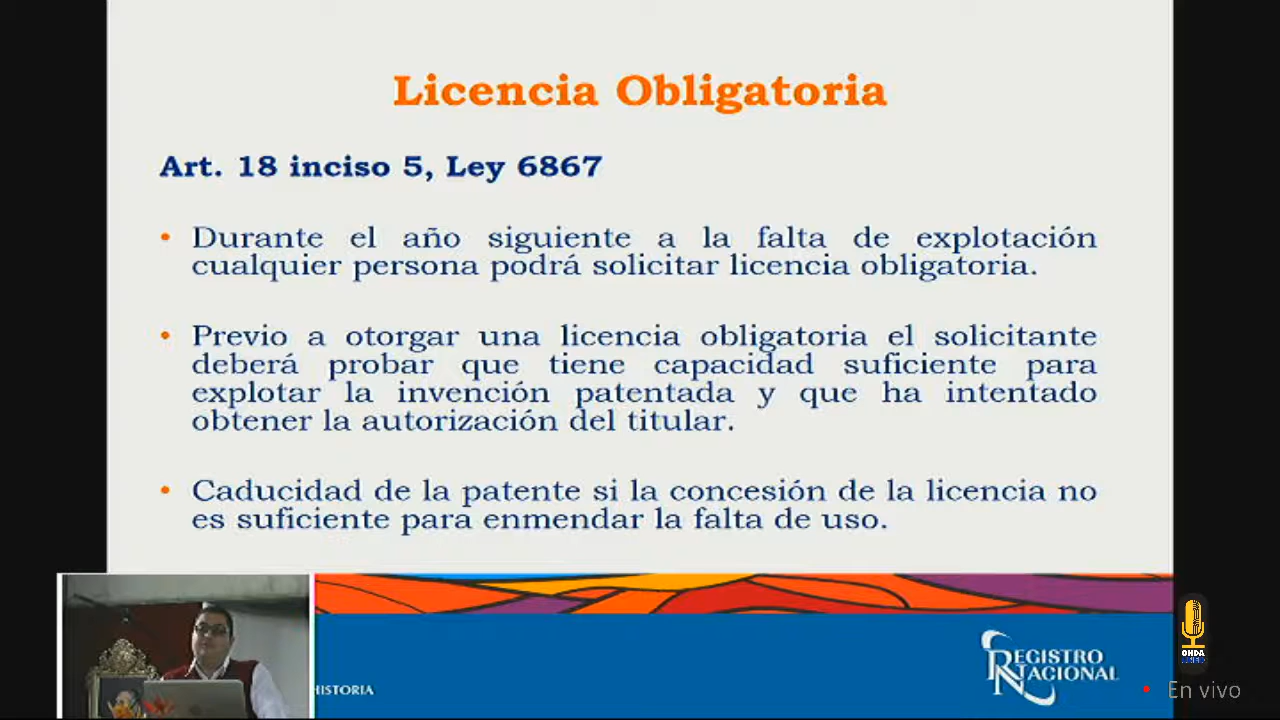 Licencia Obligatoria
Art. 18 inciso 5, Ley 6867
• Durante el año siguiente a la falta de explotación
cualquier persona podrá solicitar licencia obligatoria.
• Previo a otorgar una licencia obligatoria el solicitante
deberá probar que tiene capacidad suficiente para
explotar la invención patentada y que ha intentado
obtener la autorización del titular.
• Caducidad de la patente si la concesión de la licencia no
es suficiente para enmendar la falta de uso.
HISTORIA
REGISTRO
NACIONAL
ONDA
En vivo